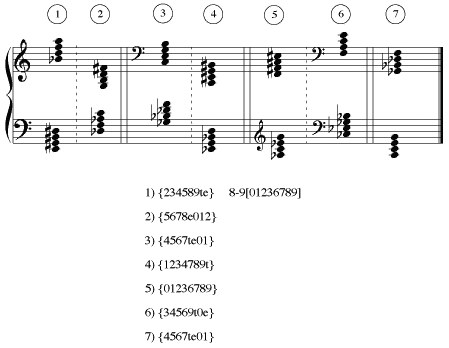 1 2 3 4 5 6 7
1) {234589te} 8-9[01236789]
2) {5678e012}
3) {4567te01}
4) {1234789t}
5) {01236789}
6) {34569t0e}
7) {4567te01}